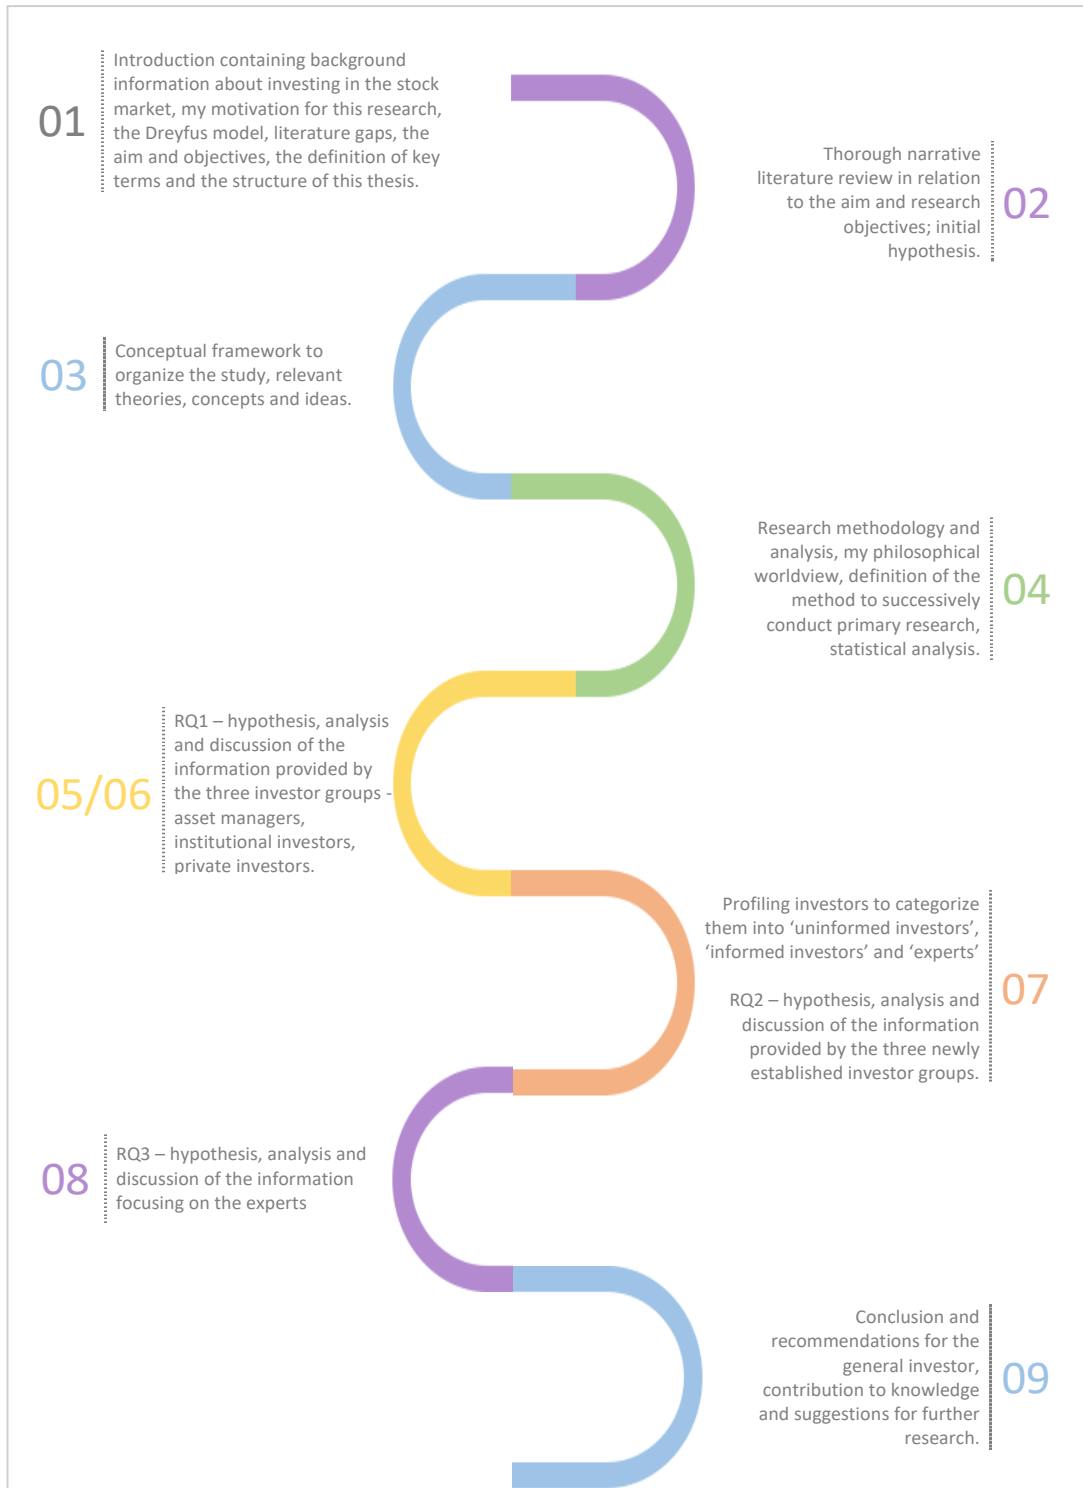 01
Introduction containing background
information about investing in the stock
market, my motivation for this research,
the Dreyfus model, literature gaps, the
aim and objectives, the definition of key
terms and the structure of this thesis.
Thorough narrative
literature review in relation
to the aim and research
objectives; initial
hypothesis.
02
03
Conceptual framework to
organize the study, relevant
theories, concepts and ideas.
Research methodology and
analysis, my philosophical
worldview, definition of the
method to successively
conduct primary research,
statistical analysis.
04
05/06
RQ1 – hypothesis, analysis
and discussion of the
information provided by
the three investor groups -
asset managers,
institutional investors,
private investors.
Profiling investors to categorize
them into ‘uninformed investors’,
‘informed investors’ and ‘experts’
RQ2 – hypothesis, analysis and
discussion of the information
provided by the three newly
established investor groups.
07
08
RQ3 – hypothesis, analysis and
discussion of the information
focusing on the experts
Conclusion and
recommendations for the
general investor,
contribution to knowledge
and suggestions for further
research.
09